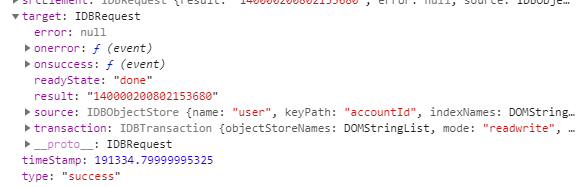 srcElement: IDBRequest {result: "140000200802153680", error: null, source: IDBObje
▼target: IDBRequest
error: null
▶onerror: ƒ (event)
▶onsuccess: ƒ (event)
readyState: "done"
result: "140000200802153680"
▶source: IDBObjectStore {name: "user", keyPath: "accountId", indexNames: DOMString…
▶transaction: IDBTransaction {objectStoreNames: DOMStringList, mode: "readwrite", …
▶__proto__: IDBRequest
timeStamp: 191334.79999995325
type: "success"